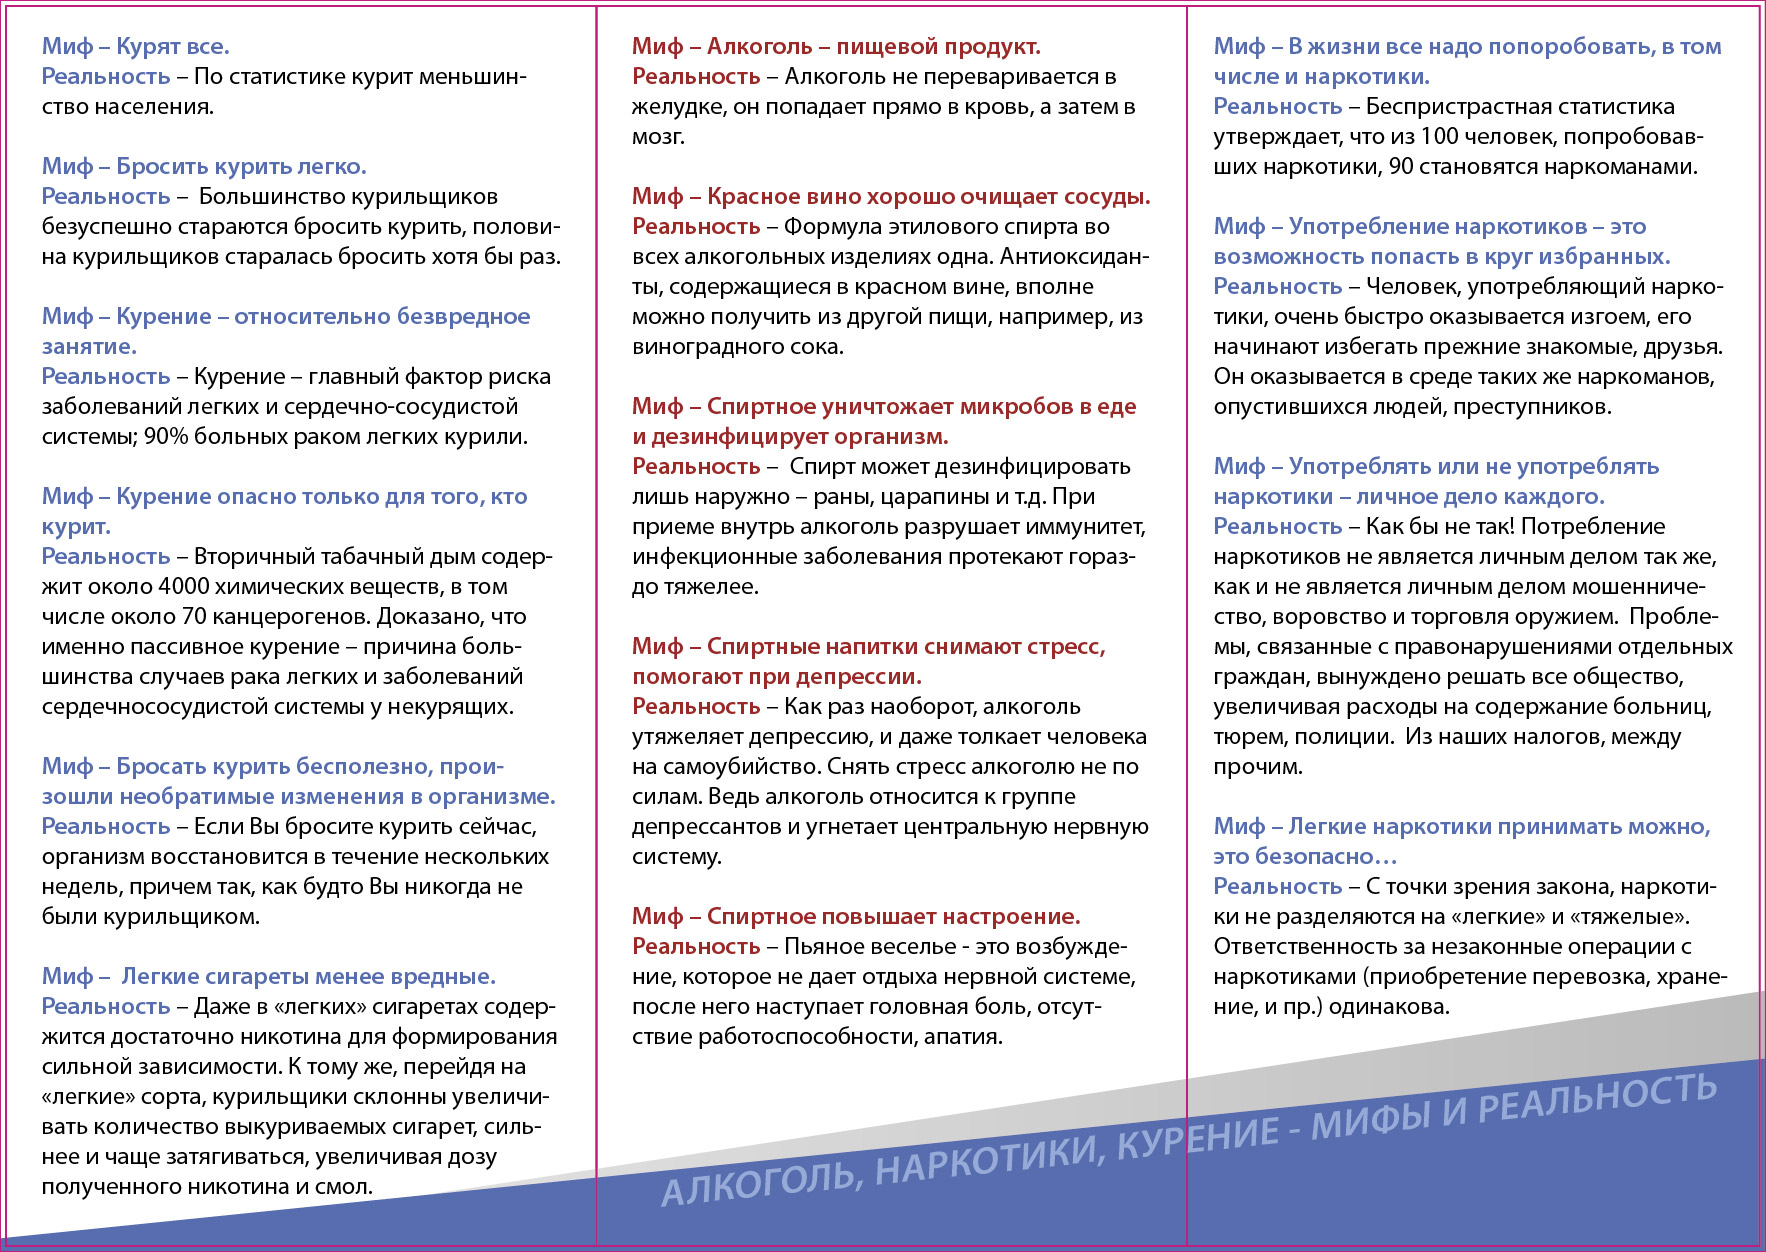 Миф – Курят все.
Реальность – По статистике курит меньшин-
ство населения.
Миф – Бросить курить легко.
Реальность –  Большинство курильщиков
безуспешно стараются бросить курить, полови-
на курильщиков старалась бросить хотя бы раз.
Миф – Курение – относительно безвредное
занятие.
Реальность – Курение – главный фактор риска
заболеваний легких и сердечно-сосудистой
системы; 90% больных раком легких курили.
Миф – Курение опасно только для того, кто
курит.
Реальность – Вторичный табачный дым содер-
жит около 4000 химических веществ, в том
числе около 70 канцерогенов. Доказано, что
именно пассивное курение – причина боль-
шинства случаев рака легких и заболеваний
сердечнососудистой системы у некурящих.
Миф – Бросать курить бесполезно, прои-
зошли необратимые изменения в организме.
Реальность – Если Вы бросите курить сейчас,
организм восстановится в течение нескольких
недель, причем так, как будто Вы никогда не
были курильщиком.
Миф –  Легкие сигареты менее вредные.
Реальность – Даже в «легких» сигаретах содер-
жится достаточно никотина для формирования
сильной зависимости. К тому же, перейдя на
«легкие» сорта, курильщики склонны увеличи-
вать количество выкуриваемых сигарет, силь-
нее и чаще затягиваться, увеличивая дозу
полученного никотина и смол.
Миф – Алкоголь – пищевой продукт.
Реальность – Алкоголь не переваривается в
желудке, он попадает прямо в кровь, а затем в
мозг.
Миф – Красное вино хорошо очищает сосуды.
Реальность – Формула этилового спирта во
всех алкогольных изделиях одна. Антиоксидан-
ты, содержащиеся в красном вине, вполне
можно получить из другой пищи, например, из
виноградного сока.
Миф – Спиртное уничтожает микробов в еде
и дезинфицирует организм.
Реальность –  Спирт может дезинфицировать
лишь наружно – раны, царапины и т.д. При
приеме внутрь алкоголь разрушает иммунитет,
инфекционные заболевания протекают гораз-
до тяжелее.
Миф – Спиртные напитки снимают стресс,
помогают при депрессии.
Реальность – Как раз наоборот, алкоголь
утяжеляет депрессию, и даже толкает человека
на самоубийство. Снять стресс алкоголю не по
силам. Ведь алкоголь относится к группе
депрессантов и угнетает центральную нервную
систему.
Миф – Спиртное повышает настроение.
Реальность – Пьяное веселье - это возбужде-
ние, которое не дает отдыха нервной системе,
после него наступает головная боль, отсут-
ствие работоспособности, апатия.
Миф – В жизни все надо попоробовать, в том
числе и наркотики.
Реальность – Беспристрастная статистика
утверждает, что из 100 человек, попробовав-
ших наркотики, 90 становятся наркоманами.
Миф – Употребление наркотиков – это
возможность попасть в круг избранных.
Реальность – Человек, употребляющий нарко-
тики, очень быстро оказывается изгоем, его
начинают избегать прежние знакомые, друзья.
Он оказывается в среде таких же наркоманов,
опустившихся людей, преступников.
Миф – Употреблять или не употреблять
наркотики – личное дело каждого.
Реальность – Как бы не так! Потребление
наркотиков не является личным делом так же,
как и не является личным делом мошенниче-
ство, воровство и торговля оружием.  Пробле-
мы, связанные с правонарушениями отдельных
граждан, вынуждено решать все общество,
увеличивая расходы на содержание больниц,
тюрем, полиции.  Из наших налогов, между
прочим.
Миф – Легкие наркотики принимать можно,
это безопасно…
Реальность – С точки зрения закона, наркоти-
ки не разделяются на «легкие» и «тяжелые».
Ответственность за незаконные операции с
наркотиками (приобретение перевозка, хране-
ние, и пр.) одинакова.
АЛКОГОЛЬ, НАРКОТИКИ, КУРЕНИЕ - МИФЫ И РЕАЛЬНОСТЬ